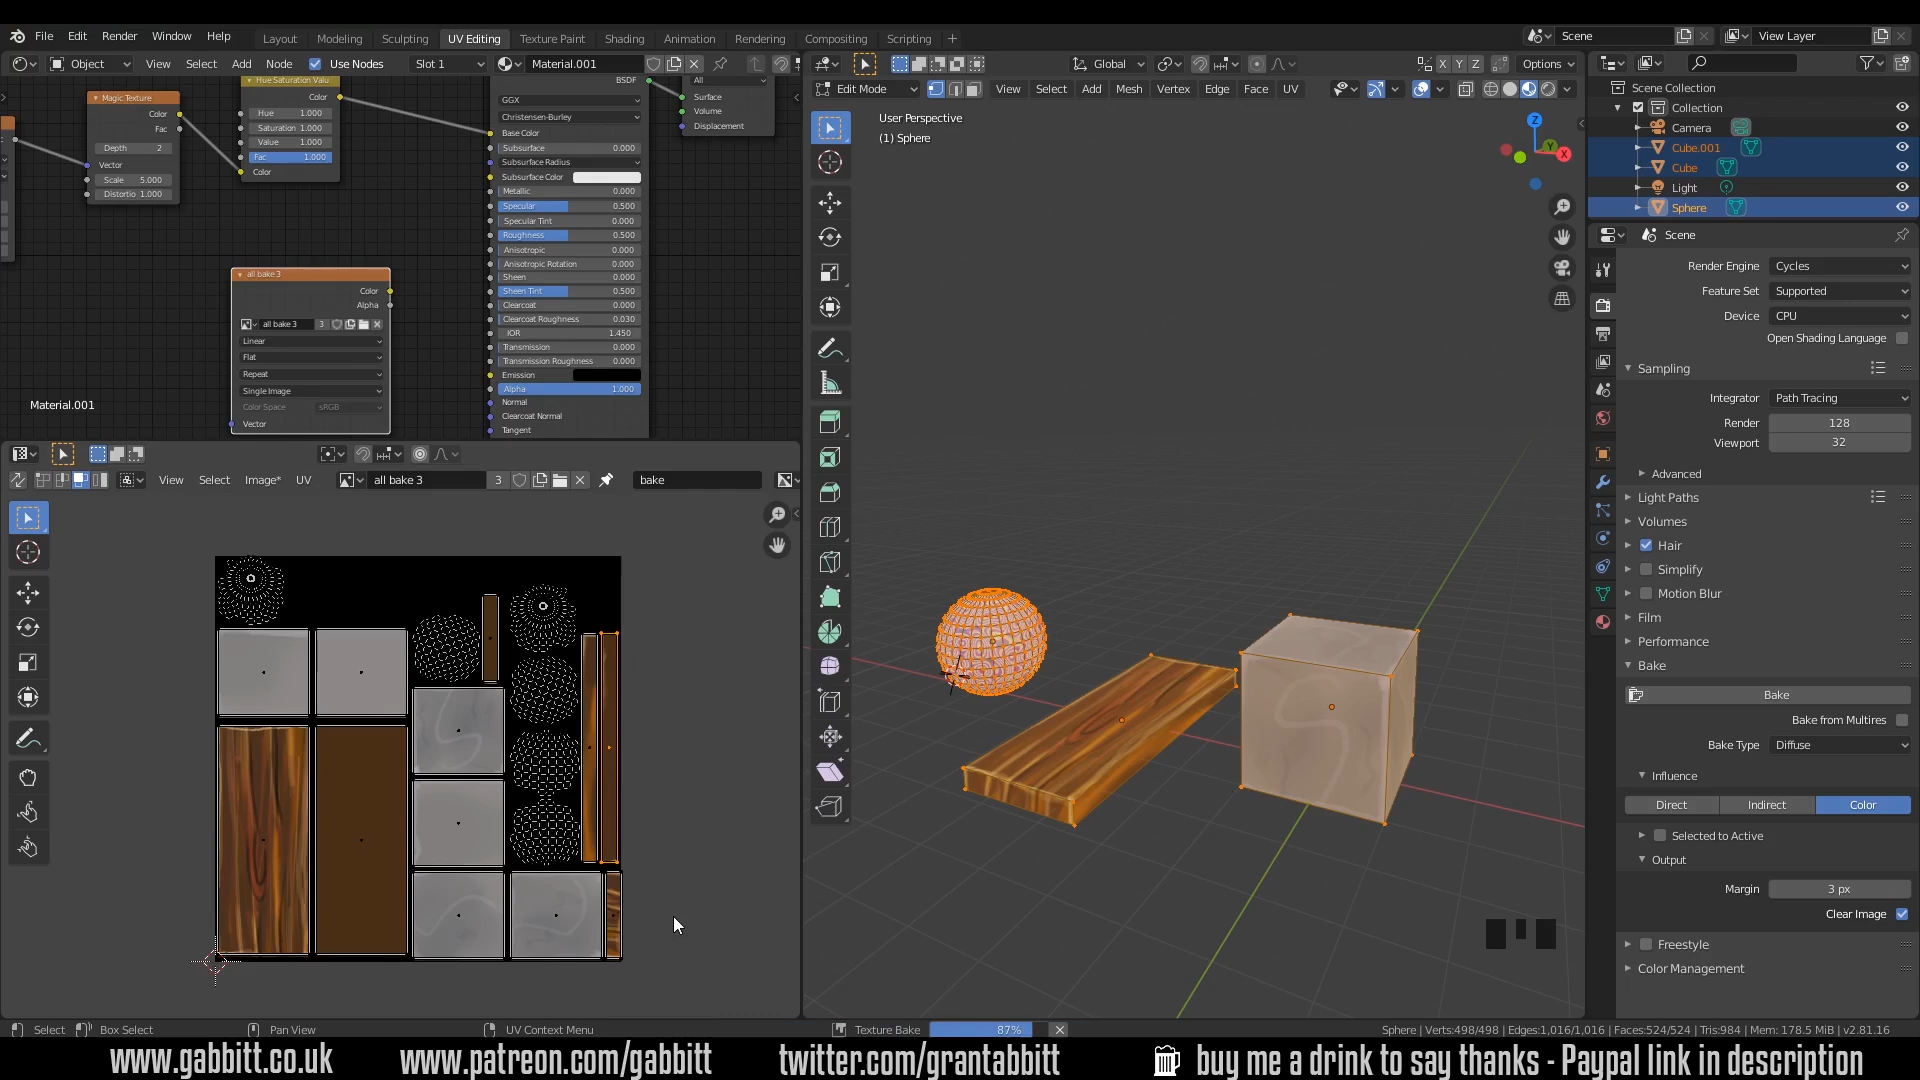 File Edit Render Window Help
Layout Modeling Sculpting UV Editing Texture Paint Shading Animation Rendering Compositing Scripting
Scene
View Layer
Object View Select Add Node Use Nodes Slot 1 Material.001
Magic Texture
Color
Fac
Depth 2
Vector
Scale 5.000
Distortio 1.000
Hue Saturation Valu
Color
Hue 1.000
Saturation 1.000
Value 1.000
Fac 1.000
Color
all bake 3
Color
Alpha
all bake 3 3
Linear
Flat
Repeat
Single Image
Color Space sRGB
Vector
Material.001
BSDF
GGX
Christensen-Burley
Base Color
Subsurface 0.000
Subsurface Radius
Subsurface Color
Metallic 0.000
Specular 0.500
Specular Tint 0.000
Roughness 0.500
Anisotropic 0.000
Anisotropic Rotation 0.000
Sheen 0.000
Sheen Tint 0.500
Clearcoat 0.000
Clearcoat Roughness 0.030
IOR 1.450
Transmission 0.000
Transmission Roughness 0.000
Emission
Alpha 1.000
Normal
Clearcoat Normal
Tangent
All
Surface
Volume
Displacement
View Select Image* UV all bake 3 3 bake
Global X Y Z Options
Edit Mode View Select Add Mesh Vertex Edge Face UV
User Perspective
(1) Sphere
Z
Y
X
Scene Collection
Collection
Camera
Cube.001
Cube
Light
Sphere
Scene
Render Engine Cycles
Feature Set Supported
Device CPU
Open Shading Language
Sampling
Integrator Path Tracing
Render 128
Viewport 32
Advanced
Light Paths
Volumes
Hair
Simplify
Motion Blur
Film
Performance
Bake
Bake
Bake from Multires
Bake Type Diffuse
Influence
Direct Indirect Color
Selected to Active
Output
Margin 3 px
Clear Image
Freestyle
Color Management
Select Box Select Pan View UV Context Menu Texture Bake 87% Sphere | Verts:498/498 | Edges:1,016/1,016 | Faces:524/524 | Tris:984 | Mem: 178.5 MiB | v2.81.16
www.gabbitt.co.uk www.patreon.com/gabbitt twitter.com/grantabbitt buy me a drink to say thanks - Paypal link in description